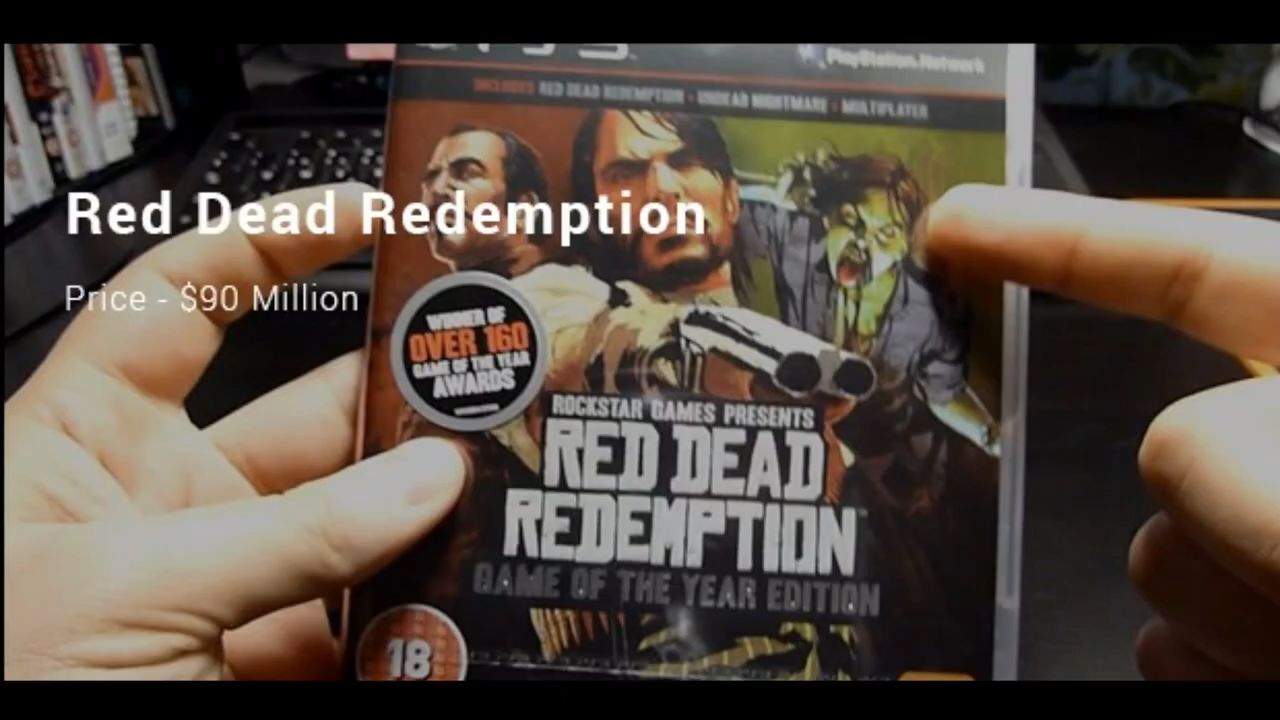 PlayStation Network
INCLUDES RED DEAD REDEMPTION - UNDEAD NIGHTMARE - MULTIPLAYER
Red Dead Redemption
Price - $90 Million
WINNER OF
OVER 160
GAME OF THE YEAR
AWARDS
ROCKSTAR GAMES PRESENTS
RED DEAD
REDEMPTION
GAME OF THE YEAR EDITION
18